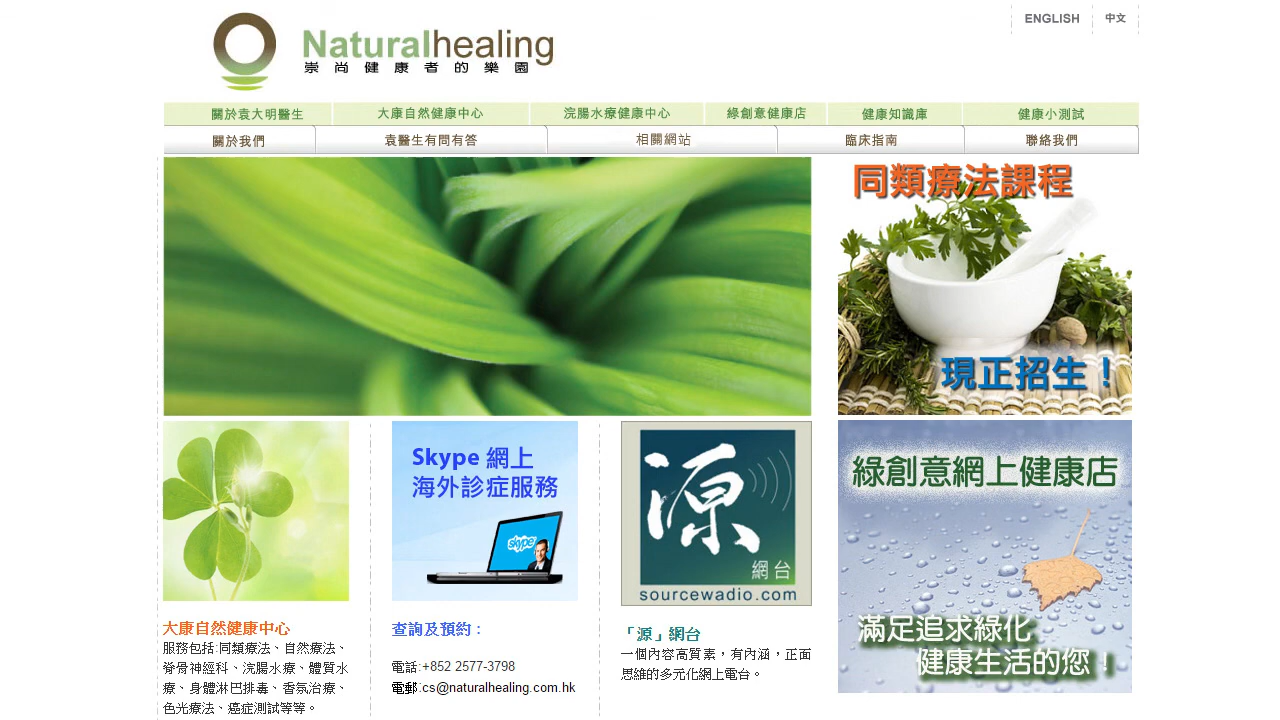 ENGLISH
中文
Naturalhealing
崇尚健康者的樂園
關於袁大明醫生
大康自然健康中心
浣腸水療健康中心
綠創意健康店
健康知識庫
健康小測試
關於我們
袁醫生有問有答
相關網站
臨床指南
聯絡我們
同類療法課程
現正招生！
Skype 網上
海外診症服務
skype
源
網台
sourcewadio.com
綠創意網上健康店
滿足追求綠化
健康生活的您！
大康自然健康中心
服務包括:同類療法、自然療法、
脊骨神經科、浣腸水療、體質水
療、身體淋巴排毒、香氛治療、
色光療法、癌症測試等等。
查詢及預約：
電話:+852 2577-3798
電郵:cs@naturalhealing.com.hk
「源」網台
一個內容高質素，有內涵，正面
思維的多元化網上電台。